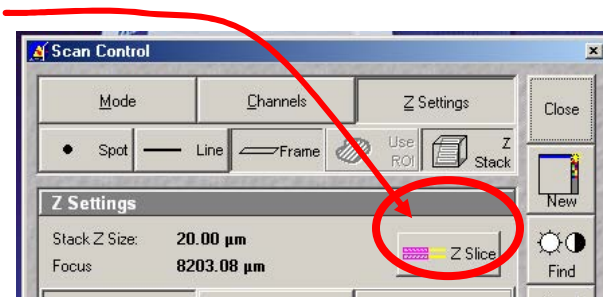 Scan Control
Mode Channels Z Settings Close
Spot Line Frame Use ROI Z Stack
New
Z Settings
Stack Z Size: 20.00 µm
Focus 8203.08 µm
Z Slice
Find